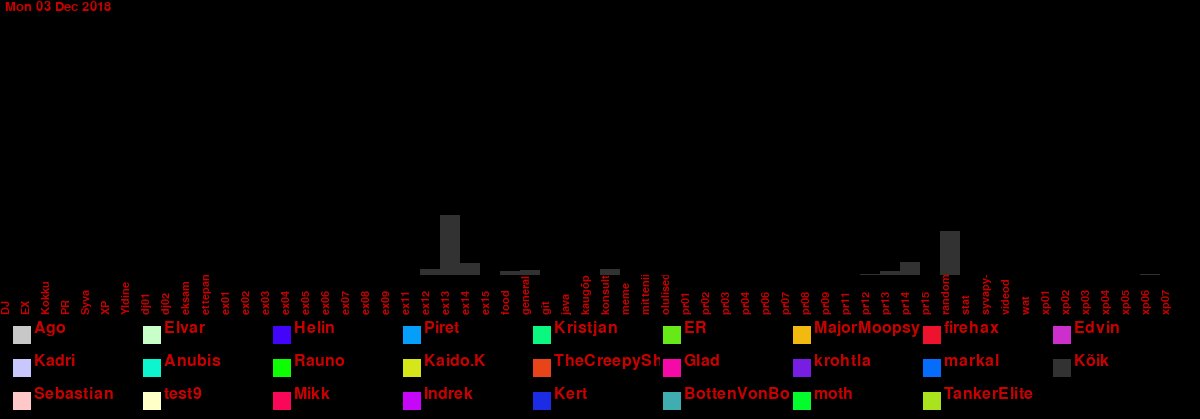 Mon 03 Dec 2018
DJ
EX
Kokku
PR
Syva
XP
Yldine
dj01
dj02
eksam
ettepan
ex01
ex02
ex03
ex04
ex05
ex06
ex07
ex08
ex09
ex11
ex12
ex13
ex14
ex15
food
general
git
java
kaugõp
konsult
meme
mittenii
olulised
pr01
pr02
pr03
pr04
pr06
pr07
pr08
pr09
pr11
pr12
pr13
pr14
pr15
random
stat
syvapy-
videod
wat
xp01
xp02
xp03
xp04
xp05
xp06
xp07
Ago Elvar Helin Piret Kristjan ER MajorMoopsy firehax Edvin
Kadri Anubis Rauno Kaido.K TheCreepySh Glad krohtla markal Kõik
Sebastian test9 Mikk Indrek Kert BottenVonBo moth TankerElite